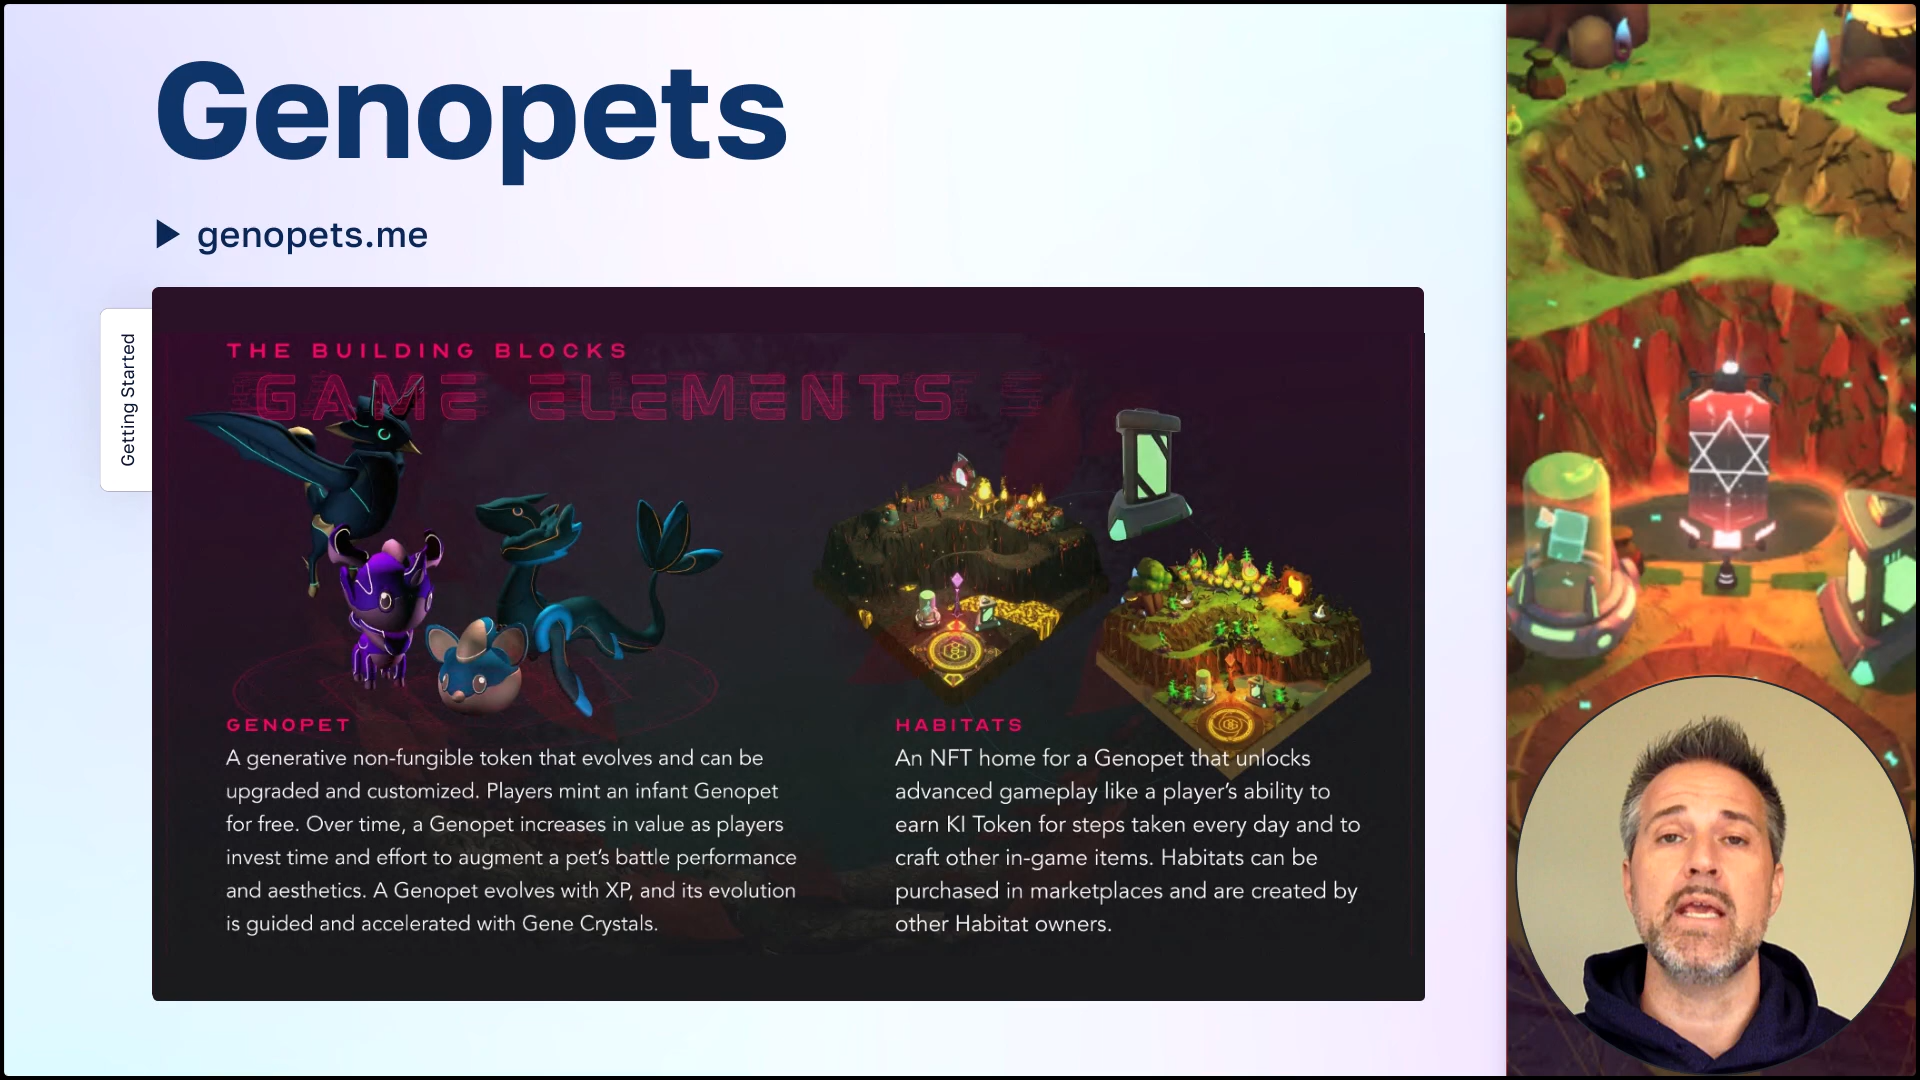 Genopets
genopets.me
Getting Started
THE BUILDING BLOCKS
GAME ELEMENTS
GENOPET
A generative non-fungible token that evolves and can be
upgraded and customized. Players mint an infant Genopet
for free. Over time, a Genopet increases in value as players
invest time and effort to augment a pet's battle performance
and aesthetics. A Genopet evolves with XP, and its evolution
is guided and accelerated with Gene Crystals.
HABITATS
An NFT home for a Genopet that unlocks
advanced gameplay like a player's ability to
earn KI Token for steps taken every day and to
craft other in-game items. Habitats can be
purchased in marketplaces and are created by
other Habitat owners.